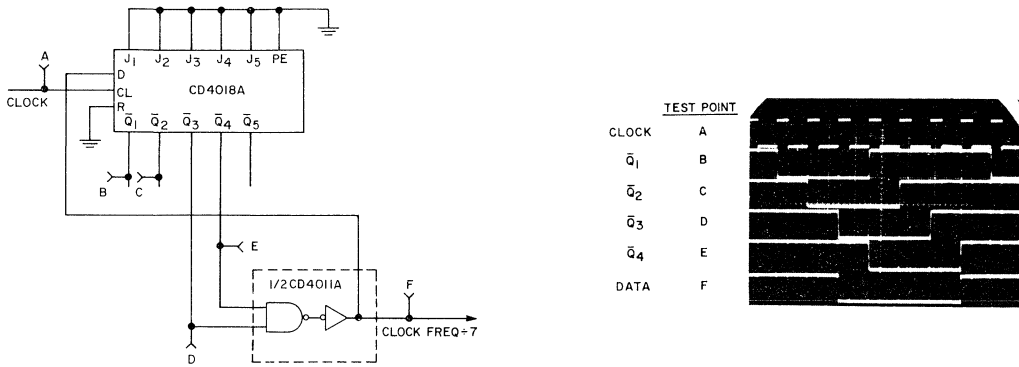 J1 J2 J3 J4 J5 PE
A
D
CD4018A
CLOCK
CL
R
Q̅1 Q̅2 Q̅3 Q̅4 Q̅5
B C
E
1/2CD4011A
F
CLOCK FREQ÷7
D
TEST POINT
CLOCK A
Q̅1 B
Q̅2 C
Q̅3 D
Q̅4 E
DATA F